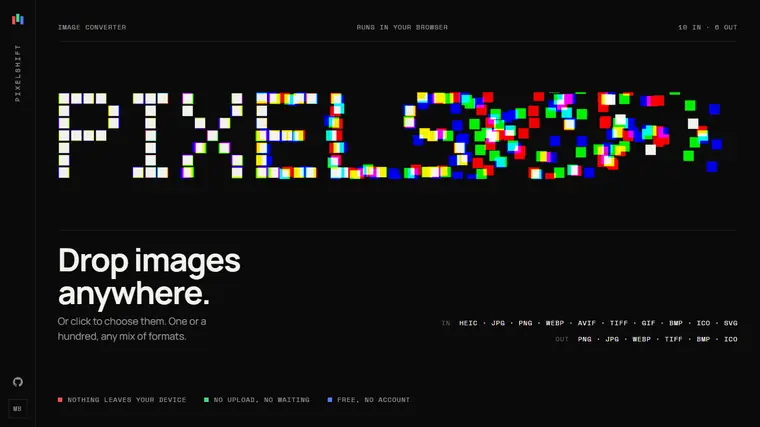 IMAGE CONVERTER
RUNS IN YOUR BROWSER
10 IN · 6 OUT
PIXELSHIFT
PIXELSHIFT
Drop images
anywhere.
Or click to choose them. One or a
hundred, any mix of formats.
IN HEIC · JPG · PNG · WEBP · AVIF · TIFF · GIF · BMP · ICO · SVG
OUT PNG · JPG · WEBP · TIFF · BMP · ICO
NOTHING LEAVES YOUR DEVICE
NO UPLOAD, NO WAITING
FREE, NO ACCOUNT
MB